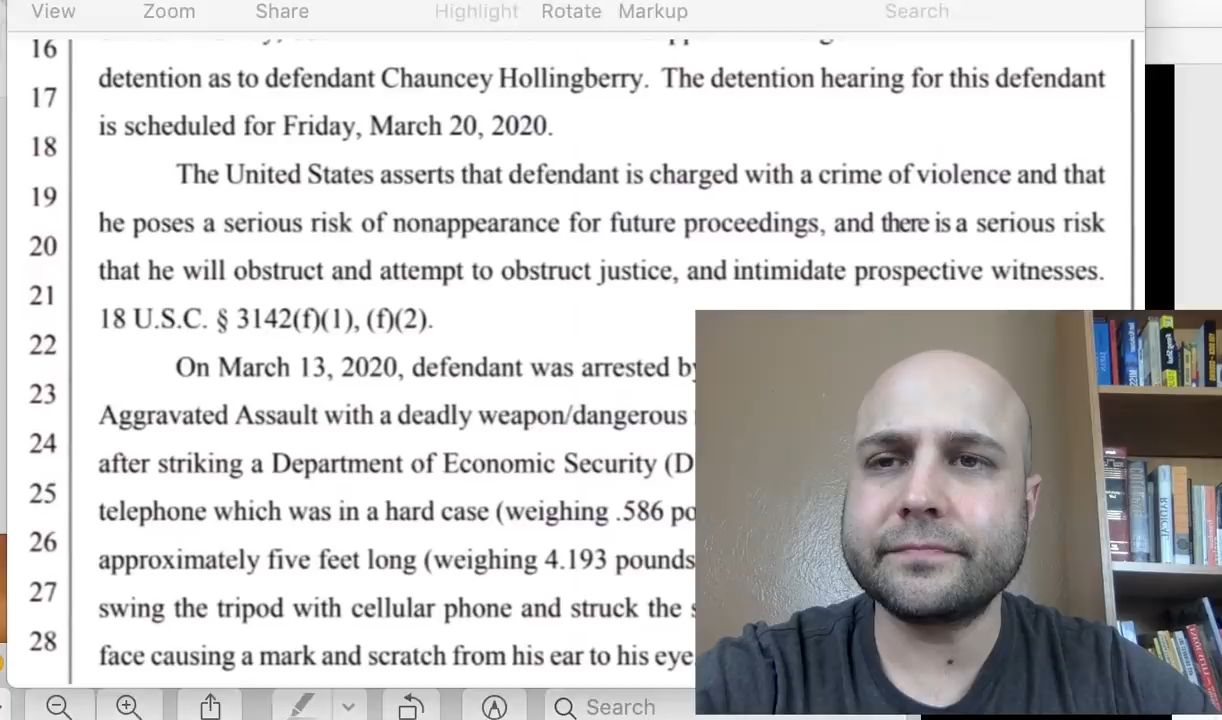 View Zoom Share Highlight Rotate Markup Search
16
17 detention as to defendant Chauncey Hollingberry. The detention hearing for this defendant
18 is scheduled for Friday, March 20, 2020.
19 The United States asserts that defendant is charged with a crime of violence and that
20 he poses a serious risk of nonappearance for future proceedings, and there is a serious risk
21 that he will obstruct and attempt to obstruct justice, and intimidate prospective witnesses.
22 18 U.S.C. § 3142(f)(1), (f)(2).
23 On March 13, 2020, defendant was arrested by
24 Aggravated Assault with a deadly weapon/dangerous
25 after striking a Department of Economic Security (D
26 telephone which was in a hard case (weighing .586 po
27 approximately five feet long (weighing 4.193 pounds
28 swing the tripod with cellular phone and struck the s
face causing a mark and scratch from his ear to his eye
Search
RADICAL